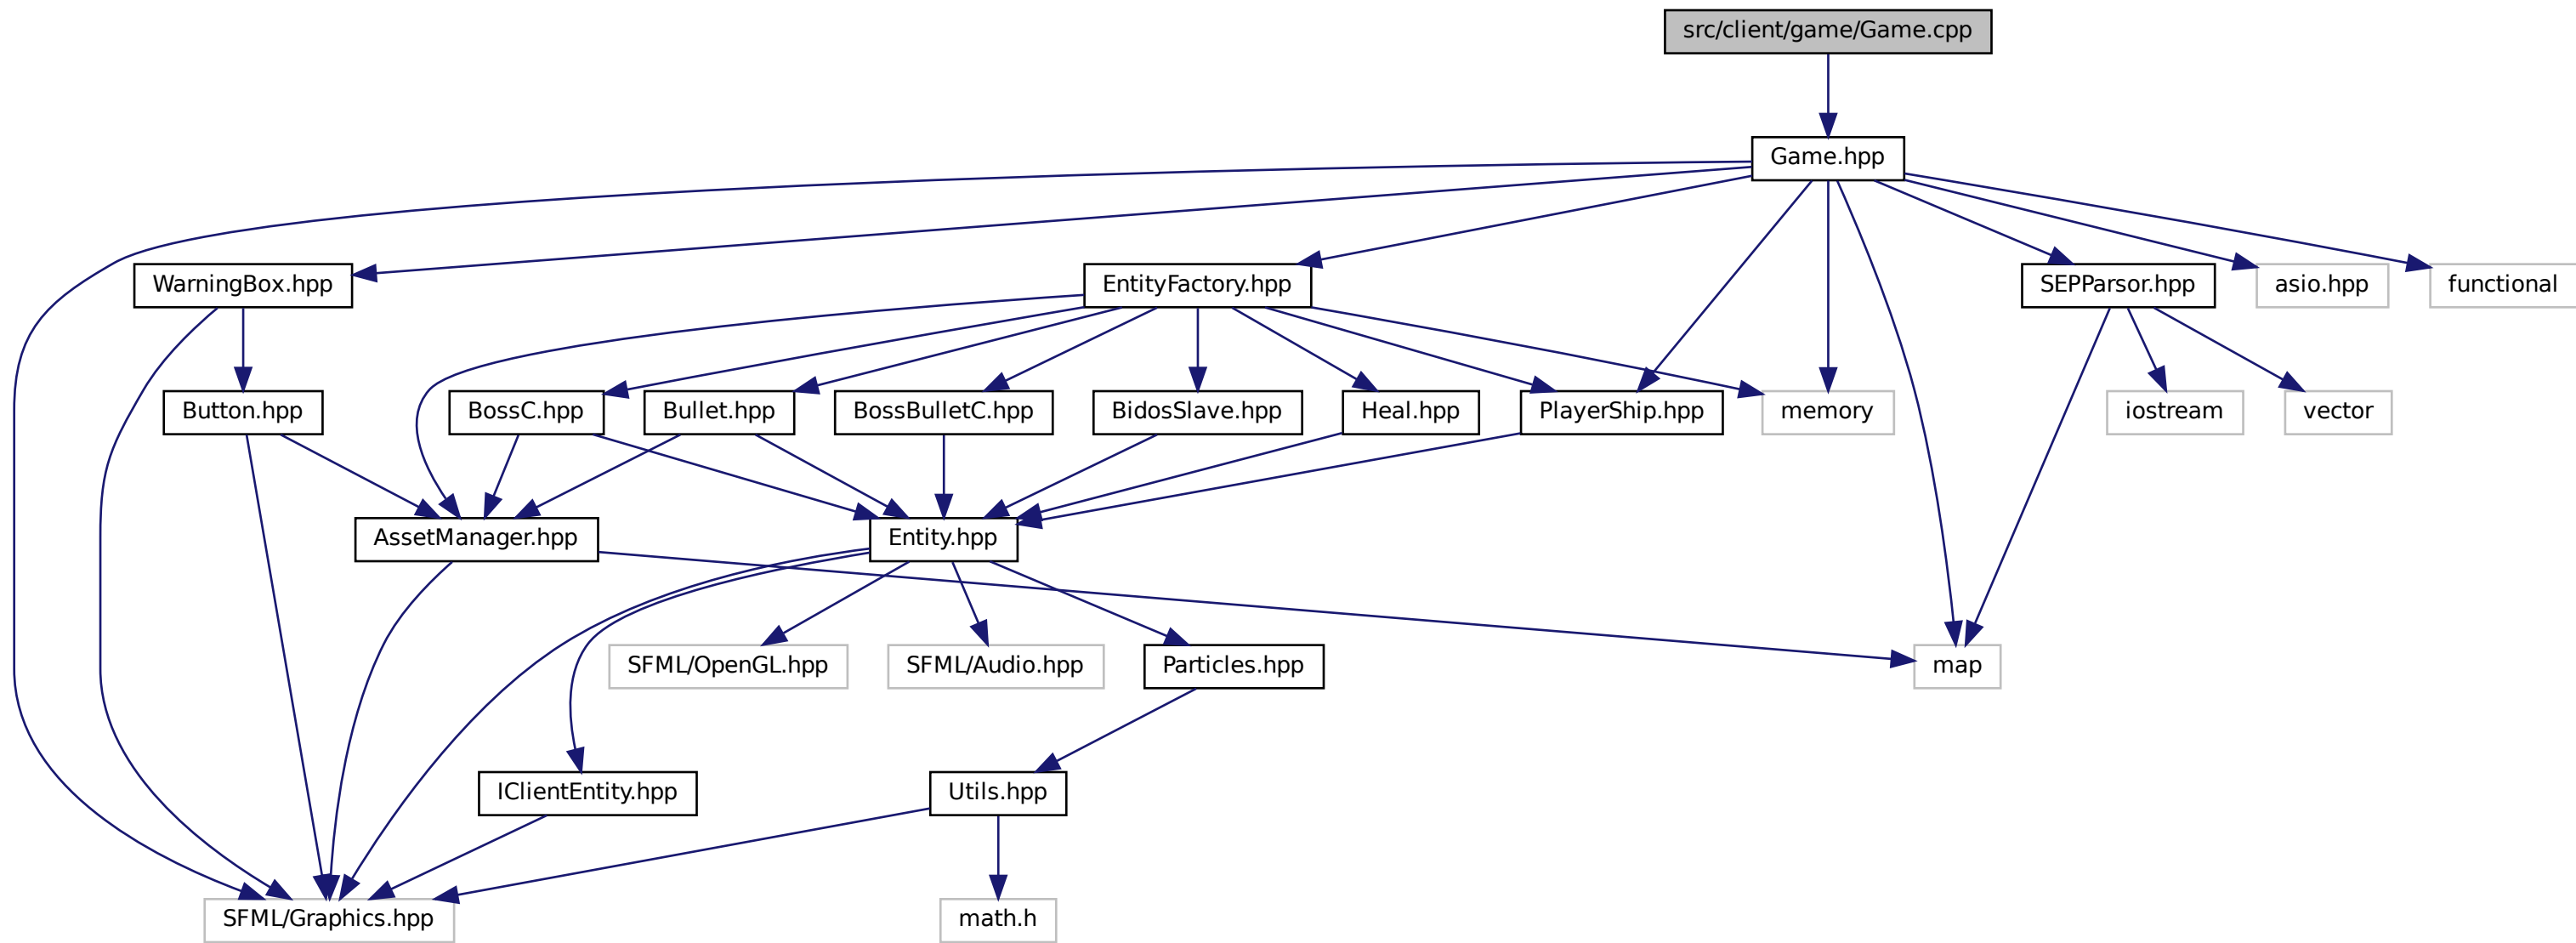 src/client/game/Game.cpp
Game.hpp
WarningBox.hpp
EntityFactory.hpp
SEPParsor.hpp
asio.hpp
functional
Button.hpp
BossC.hpp
Bullet.hpp
BossBulletC.hpp
BidosSlave.hpp
Heal.hpp
PlayerShip.hpp
memory
iostream
vector
AssetManager.hpp
Entity.hpp
SFML/OpenGL.hpp
SFML/Audio.hpp
Particles.hpp
map
IClientEntity.hpp
Utils.hpp
SFML/Graphics.hpp
math.h